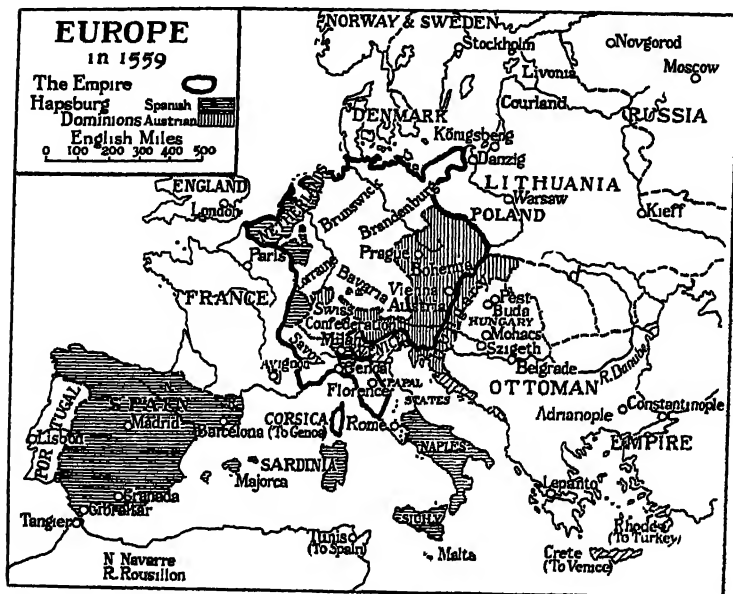 EUROPE
in 1559
The Empire
Hapsburg Spanish
Dominions Austrian
English Miles
0 100 200 300 400 500
NORWAY & SWEDEN
Stockholm
Novgorod
Livonia
Moscow
Courland
RUSSIA
DENMARK
Königsberg
Danzig
LITHUANIA
ENGLAND
London
NETHERLANDS
Brunswick
Brandenburg
Warsaw
POLAND
Kieff
Paris
Lorraine
Prague
Bohemia
Bavaria
Vienna
Austria
FRANCE
Swiss
Confederation
Pest
Buda
HUNGARY
Mohacs
Szigeth
Savoy
Milan
VENICE
Belgrade
R. Danube
Avignon
Genoa
Florence
PAPAL
STATES
OTTOMAN
EMPIRE
Adrianople
Constantinople
PORTUGAL
SPAIN
Madrid
Lisbon
Barcelona
CORSICA
(To Genoa)
Rome
NAPLES
SARDINIA
Majorca
Granada
Gibraltar
Tangier
Lepanto
SICILY
Tunis
(To Spain)
Malta
Rhodes
(To Turkey)
Crete
(To Venice)
N Navarre
R. Rousillon